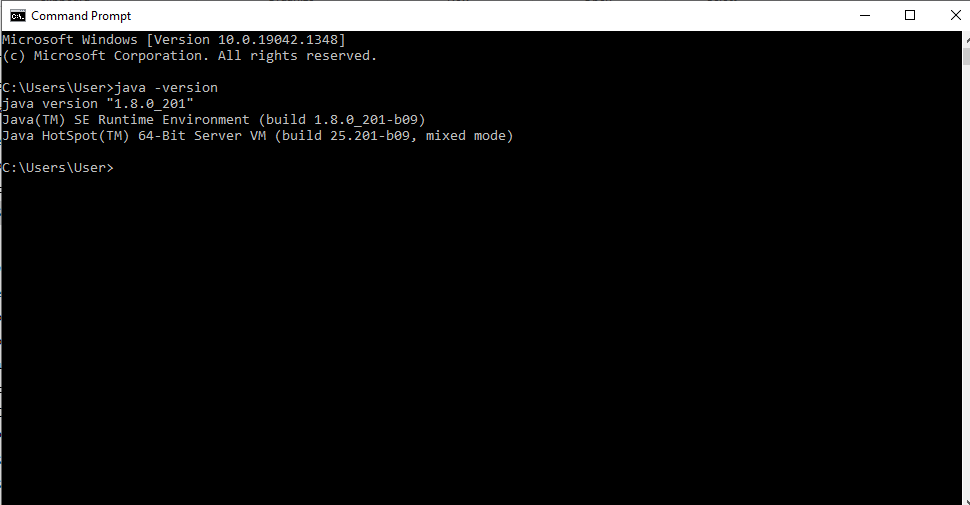 Command Prompt
Microsoft Windows [Version 10.0.19042.1348]
(c) Microsoft Corporation. All rights reserved.
C:\Users\User>java -version
java version "1.8.0_201"
Java(TM) SE Runtime Environment (build 1.8.0_201-b09)
Java HotSpot(TM) 64-Bit Server VM (build 25.201-b09, mixed mode)
C:\Users\User>